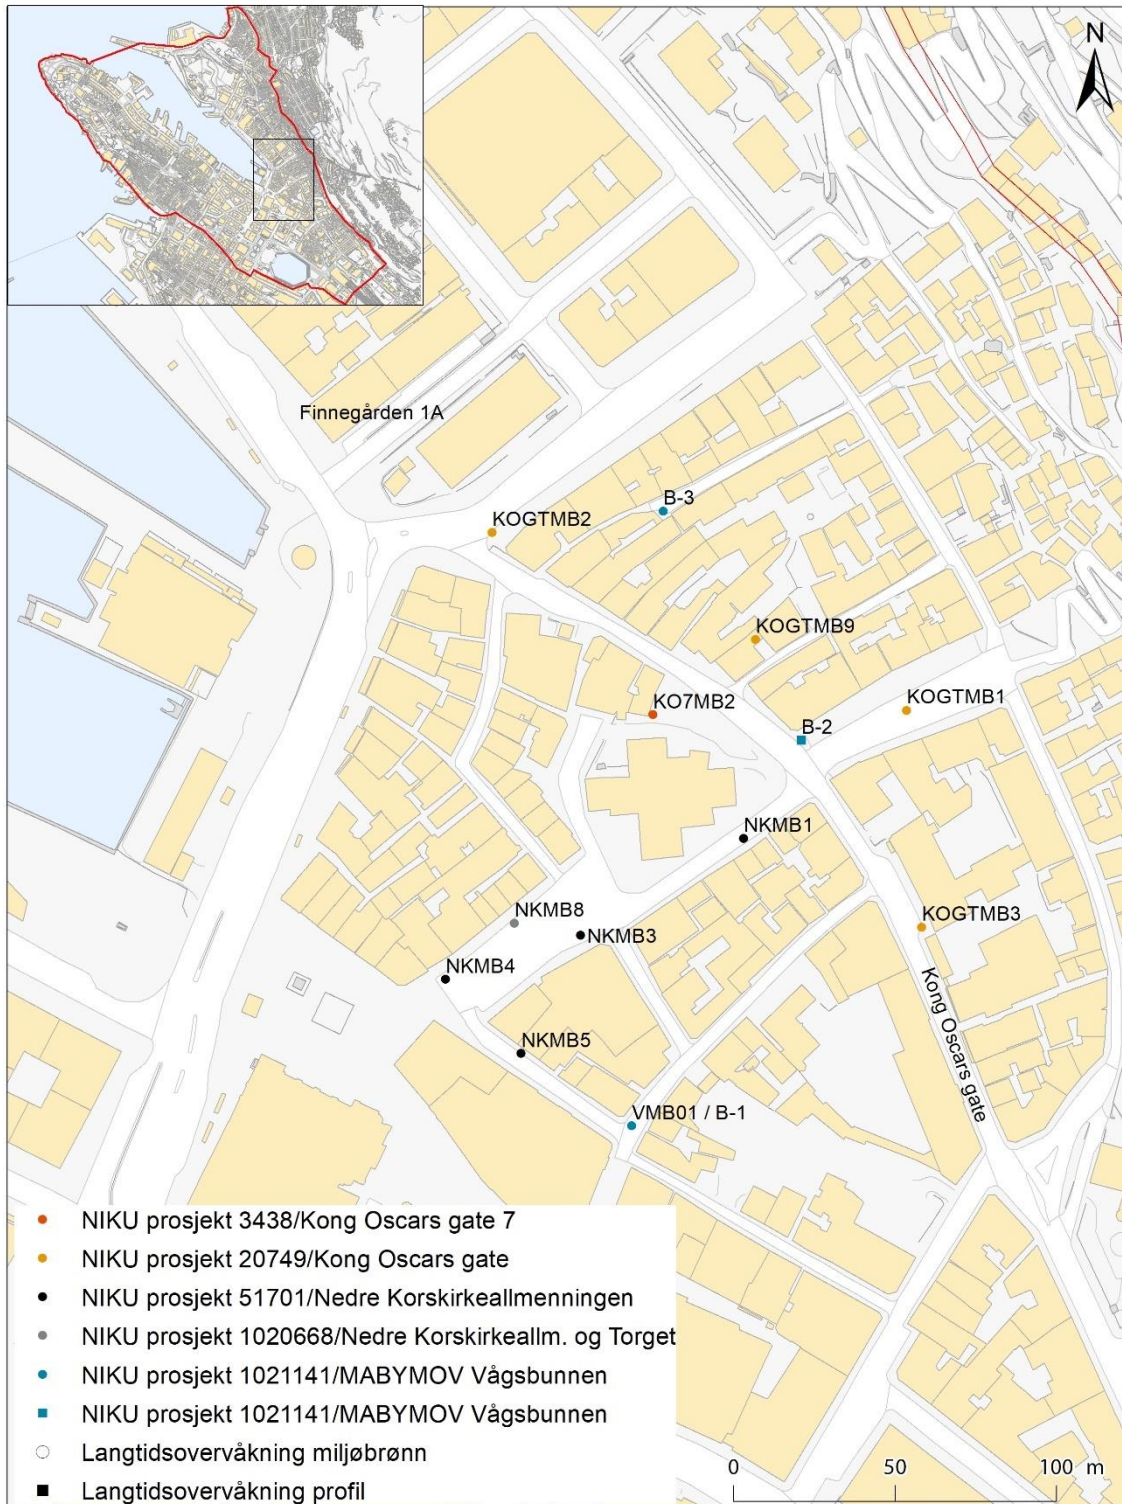 N
Finnegården 1A
B-3
KOGTMB2
KOGTMB9
KO7MB2
KOGTMB1
B-2
NKMB1
NKMB8
KOGTMB3
NKMB3
NKMB4
Kong Oscars gate
NKMB5
VMB01 / B-1
NIKU prosjekt 3438/Kong Oscars gate 7
NIKU prosjekt 20749/Kong Oscars gate
NIKU prosjekt 51701/Nedre Korskirkeallmenningen
NIKU prosjekt 1020668/Nedre Korskirkeallm. og Torget
NIKU prosjekt 1021141/MABYMOV Vågsbunnen
NIKU prosjekt 1021141/MABYMOV Vågsbunnen
Langtidsovervåkning miljøbrønn
Langtidsovervåkning profil
0 50 100 m